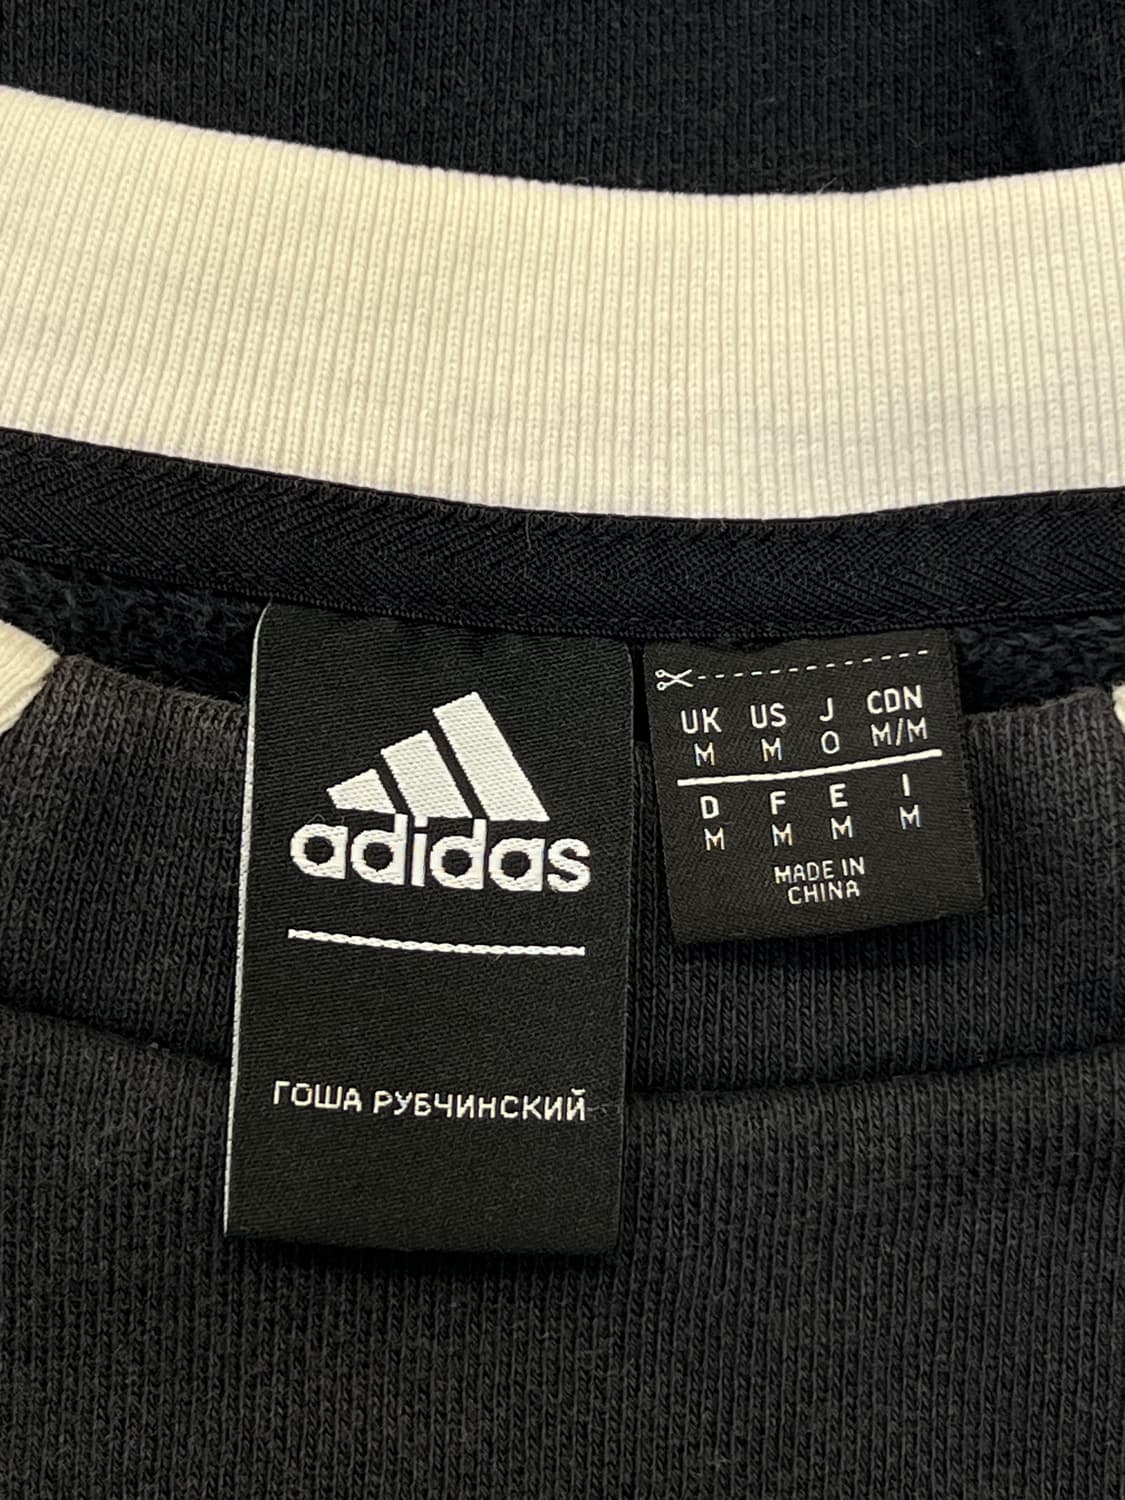 adidas
ГОША РУБЧИНСКИЙ
UK US J CDN
M M O M/M
D F E I
M M M M
MADE IN
CHINA